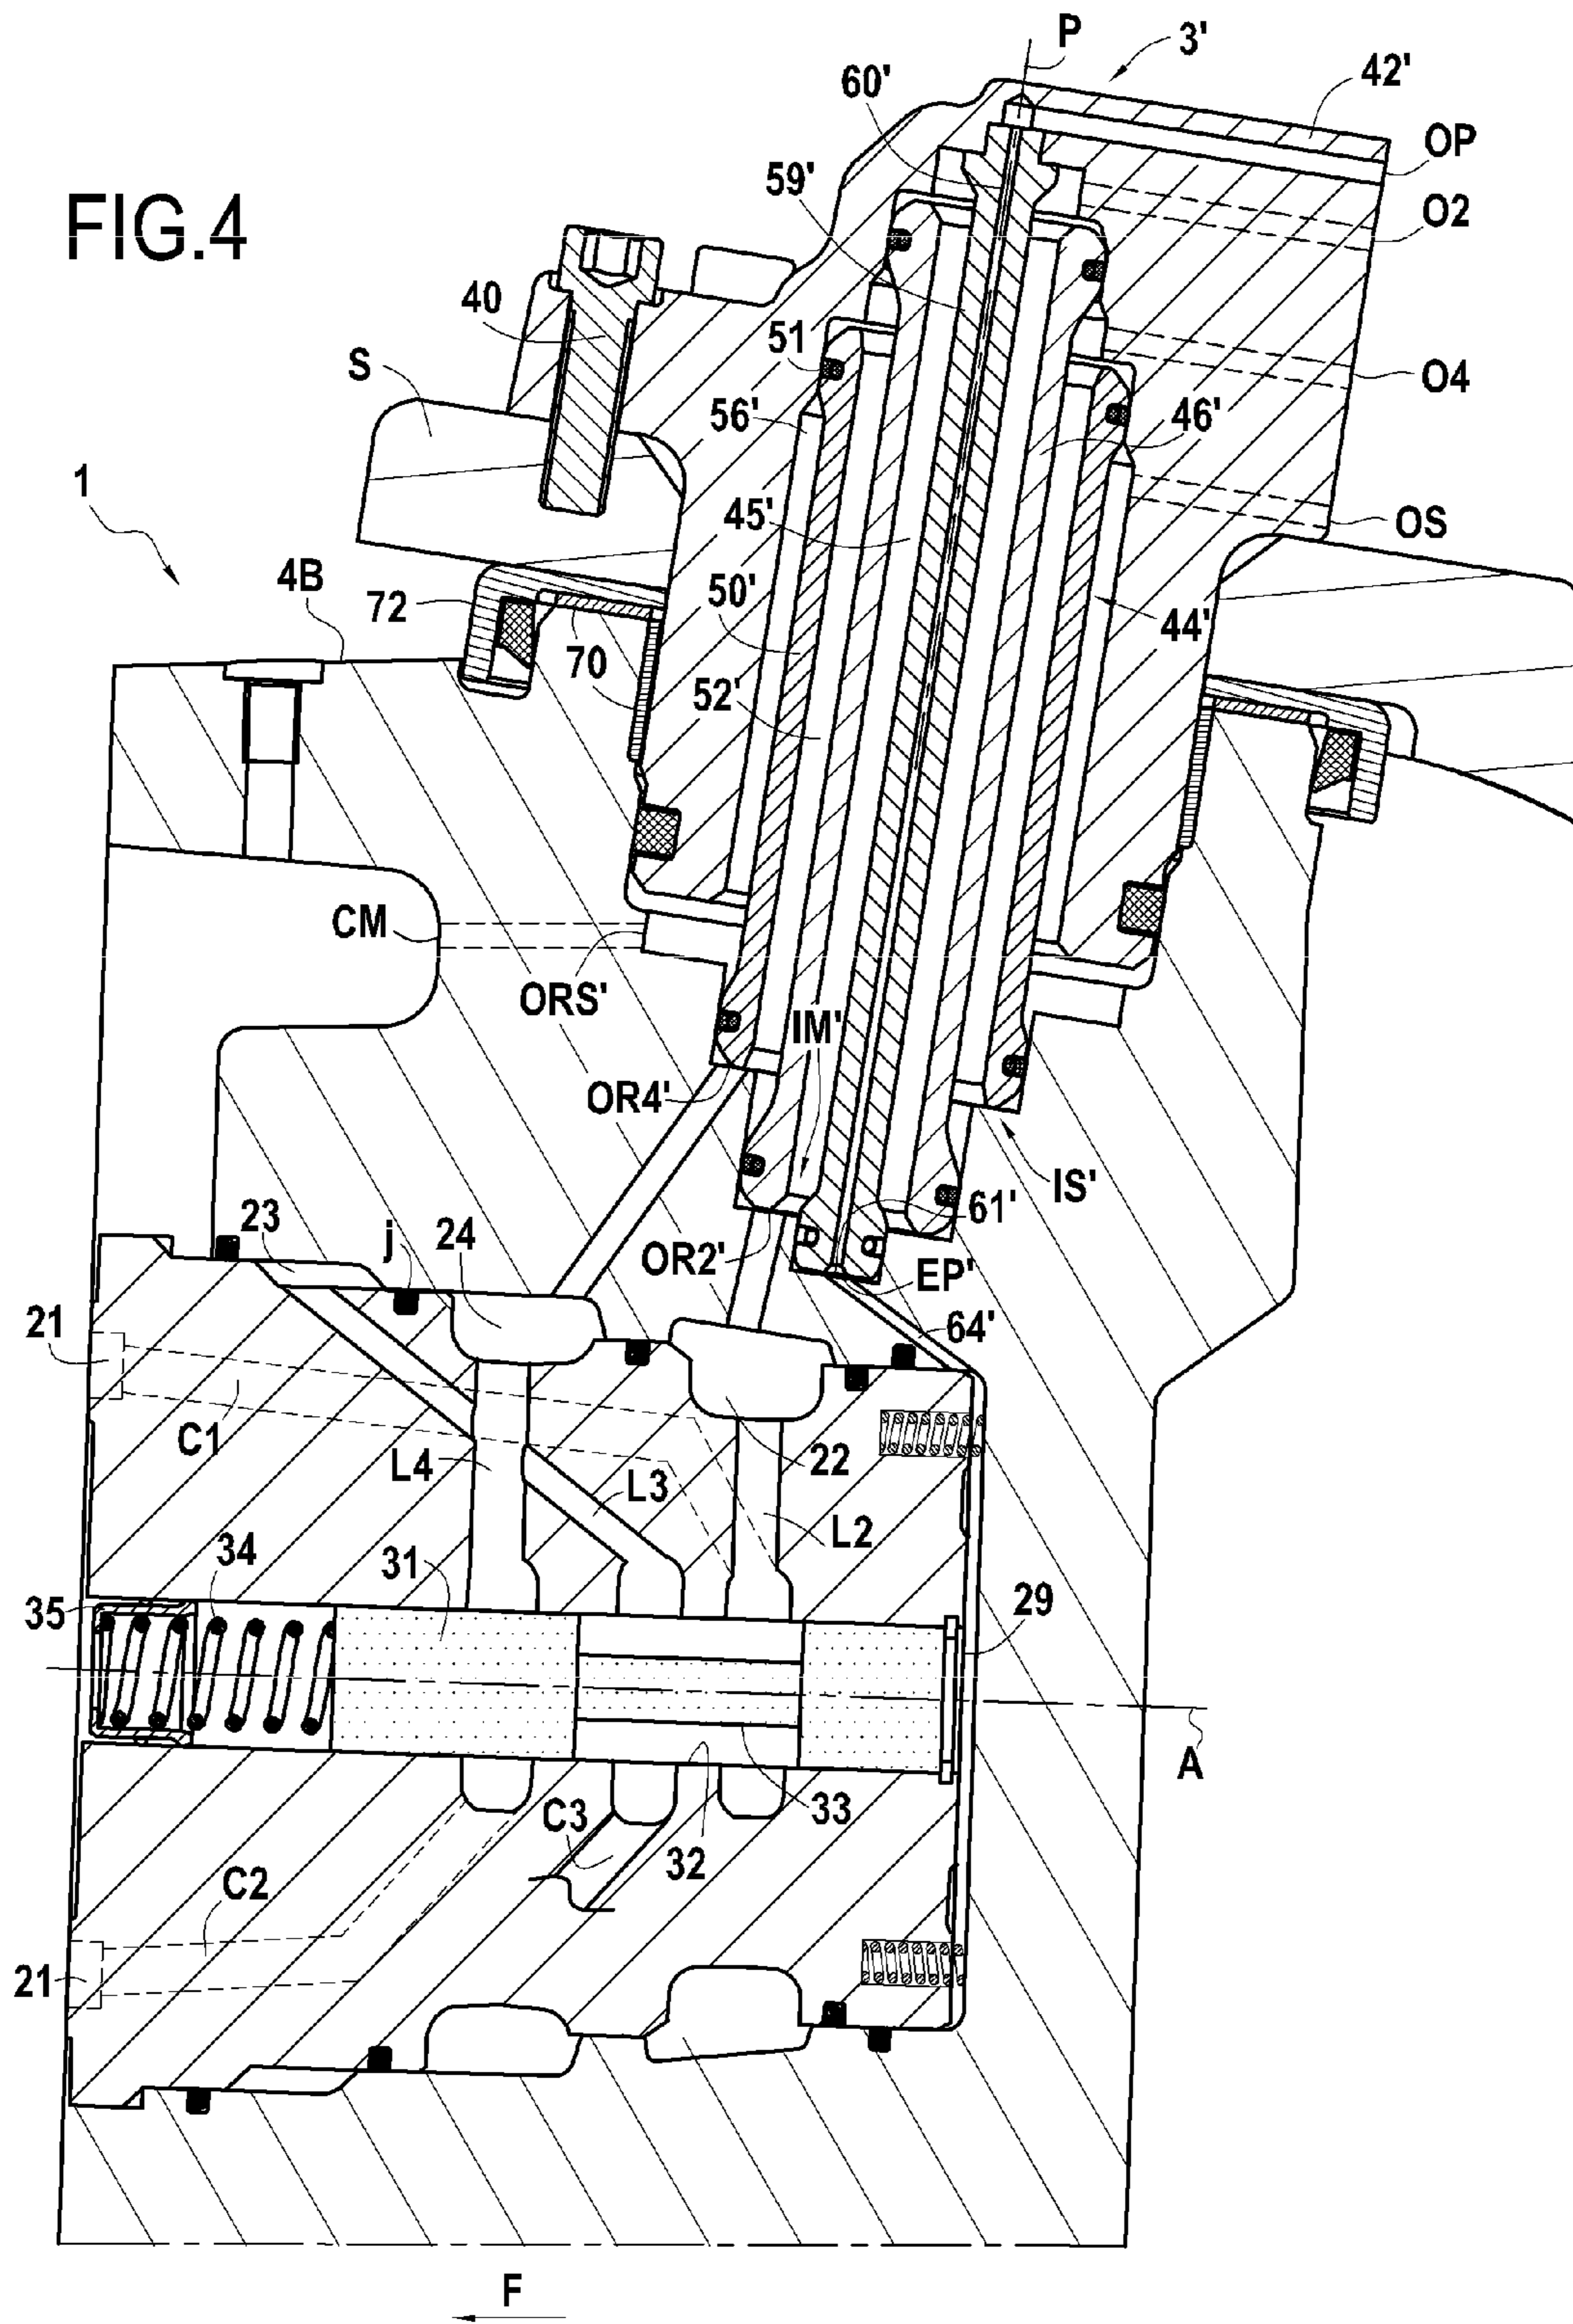 P
3'
60'
42'
OP
59'
O2
FIG.4
40
51
S
O4
56'
46'
1
45'
OS
4B
72
50'
44'
70
52'
CM
ORS'
IM'
OR4'
IS'
23
j
24
61'
OR2'
EP'
21
64'
C1
L4
22
L3
L2
34
31
35
29
A
C3
33
32
C2
21
F